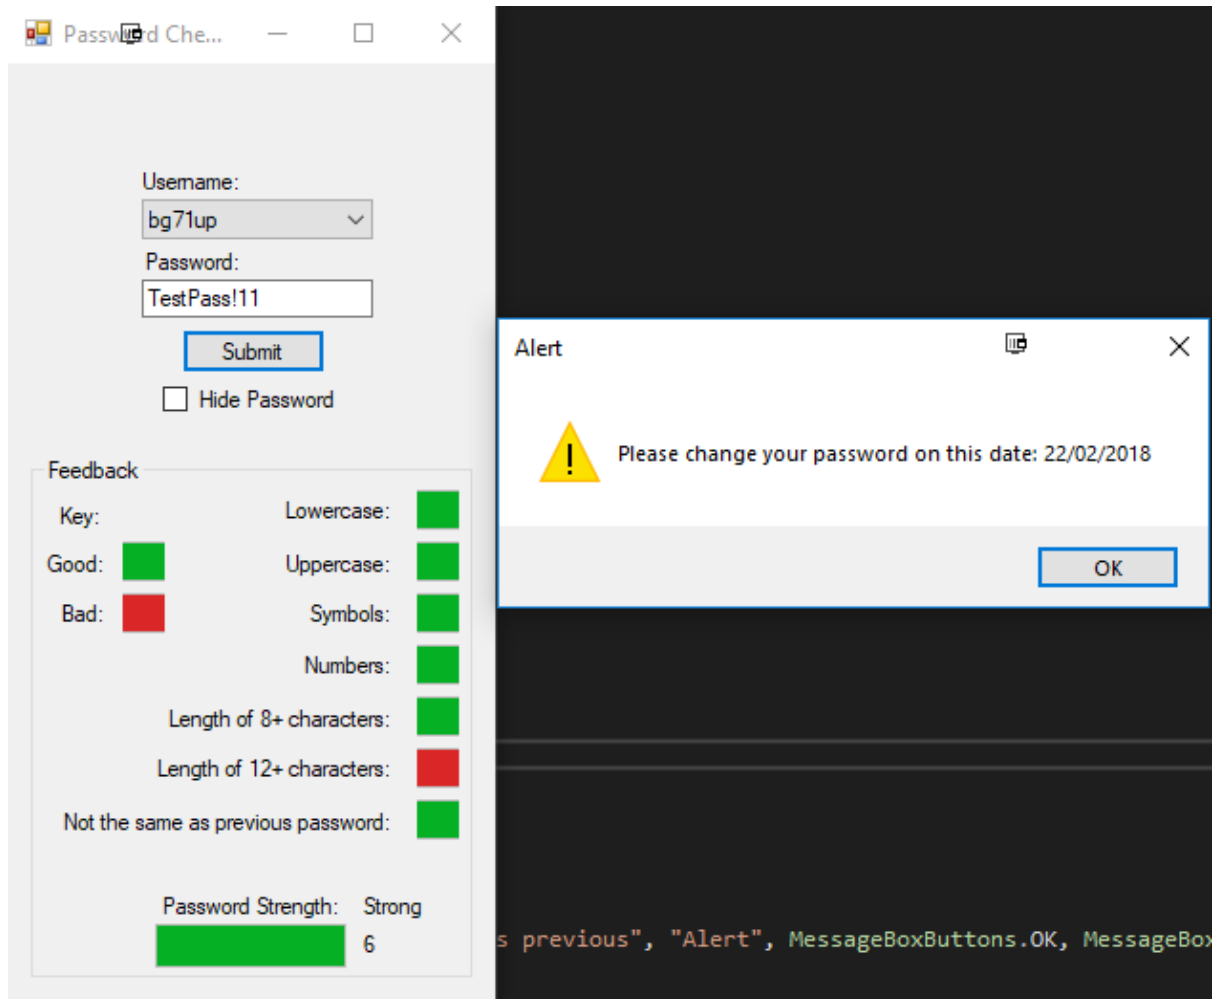 Password Che...
Username:
bg71up
Password:
TestPass!11
Submit
Hide Password
Feedback
Key:
Good:
Bad:
Lowercase:
Uppercase:
Symbols:
Numbers:
Length of 8+ characters:
Length of 12+ characters:
Not the same as previous password:
Password Strength: Strong
6
Alert
Please change your password on this date: 22/02/2018
OK
s previous", "Alert", MessageBoxButtons.OK, MessageBox